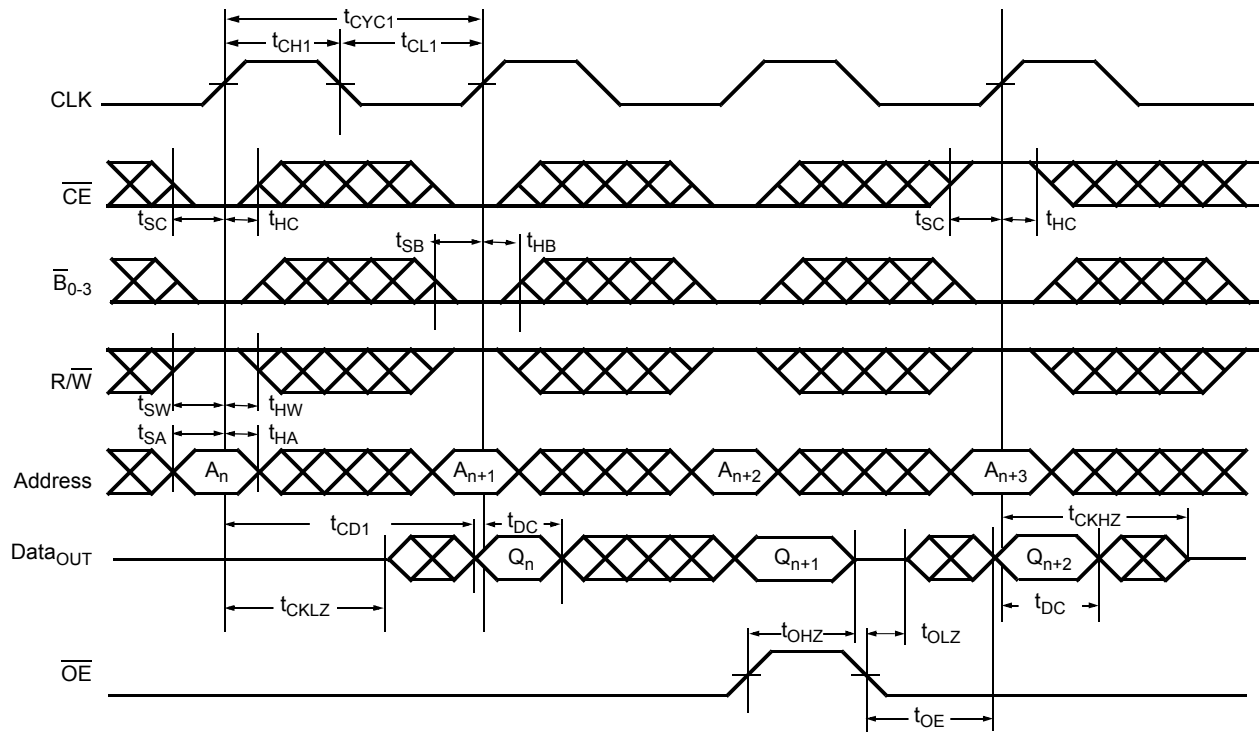 tCYC1
tCH1 tCL1
CLK
CE
tSC tHC tSC tHC
tSB tHB
B0-3
R/W
tSW tHW
tSA tHA
Address An An+1 An+2 An+3
tCD1 tDC tCKHZ
DataOUT Qn Qn+1 Qn+2
tCKLZ tDC
tOHZ tOLZ
OE
tOE